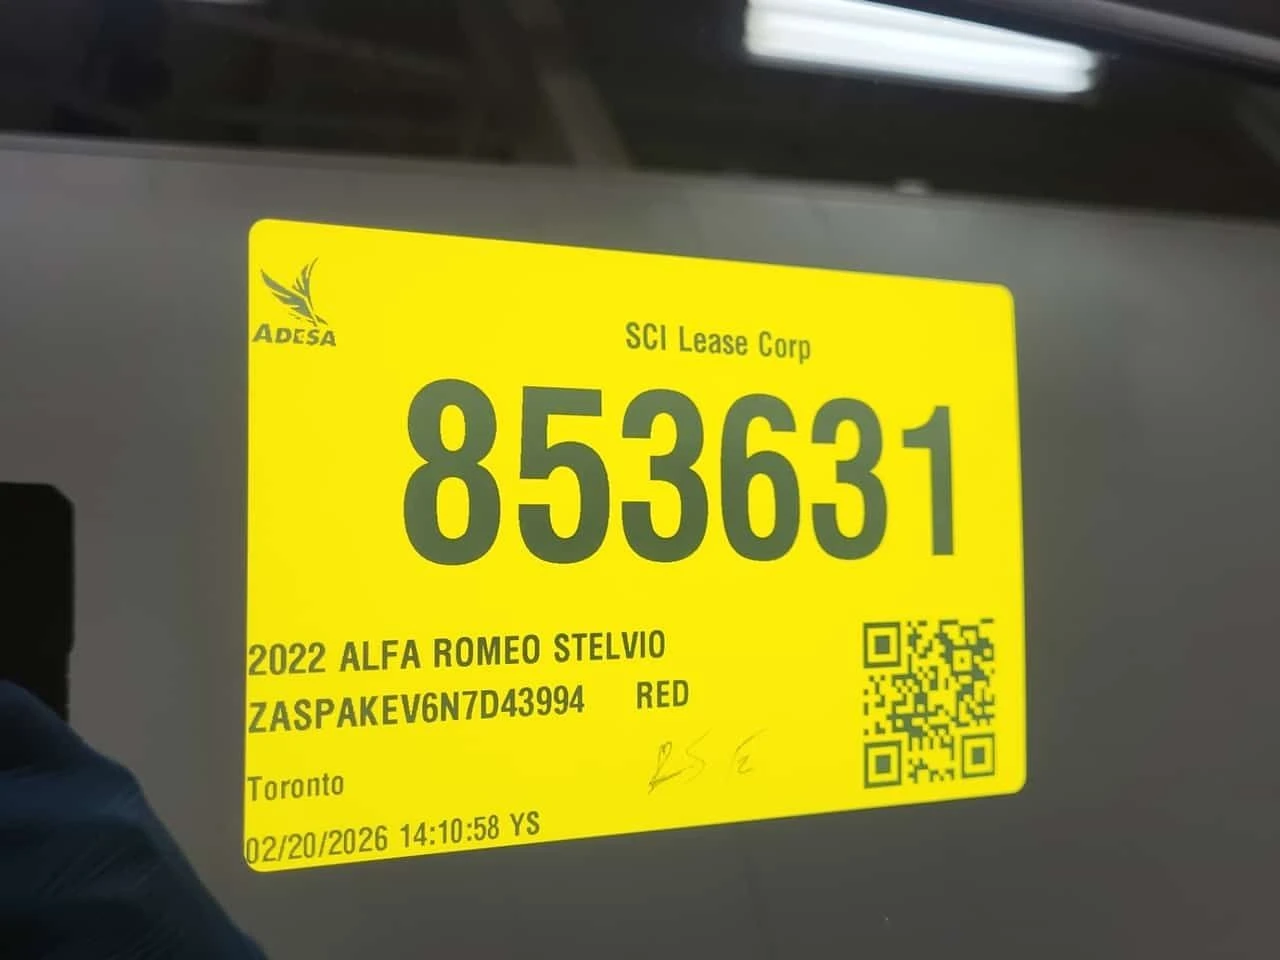 ADESA
SCI Lease Corp
853631
2022 ALFA ROMEO STELVIO
ZASPAKEV6N7D43994 RED
Toronto
02/20/2026 14:10:58 YS